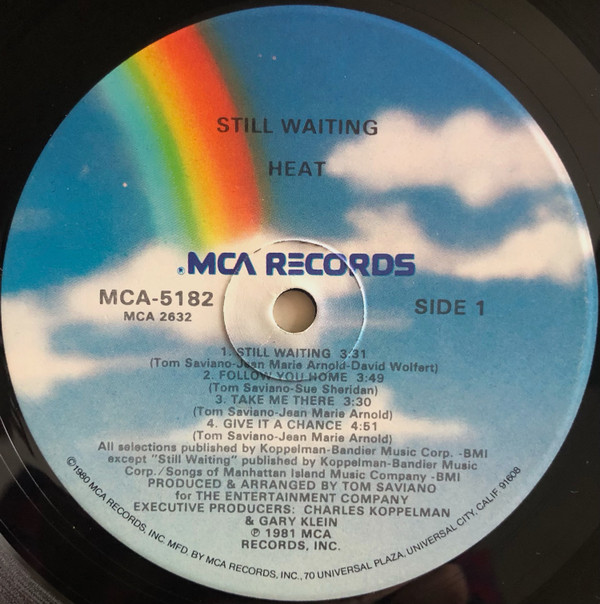 STILL WAITING
HEAT
MCA RECORDS
MCA-5182
MCA 2632
SIDE 1
1. STILL WAITING 3:31
(Tom Saviano-Jean Marie Arnold-David Wolfert)
2. FOLLOW YOU HOME 3:49
(Tom Saviano-Sue Sheridan)
3. TAKE ME THERE 3:30
(Tom Saviano-Jean Marie Arnold)
4. GIVE IT A CHANCE 4:51
(Tom Saviano-Jean Marie Arnold)
All selections published by Koppelman-Bandier Music Corp. -BMI
except "Still Waiting" published by Koppelman-Bandier Music
Corp./Songs of Manhattan Island Music Company -BMI
PRODUCED & ARRANGED BY TOM SAVIANO
for THE ENTERTAINMENT COMPANY
EXECUTIVE PRODUCERS: CHARLES KOPPELMAN
& GARY KLEIN
℗ 1981 MCA
RECORDS, INC.
©1980 MCA RECORDS, INC. MFD. BY MCA RECORDS, INC., 70 UNIVERSAL PLAZA, UNIVERSAL CITY, CALIF. 91608